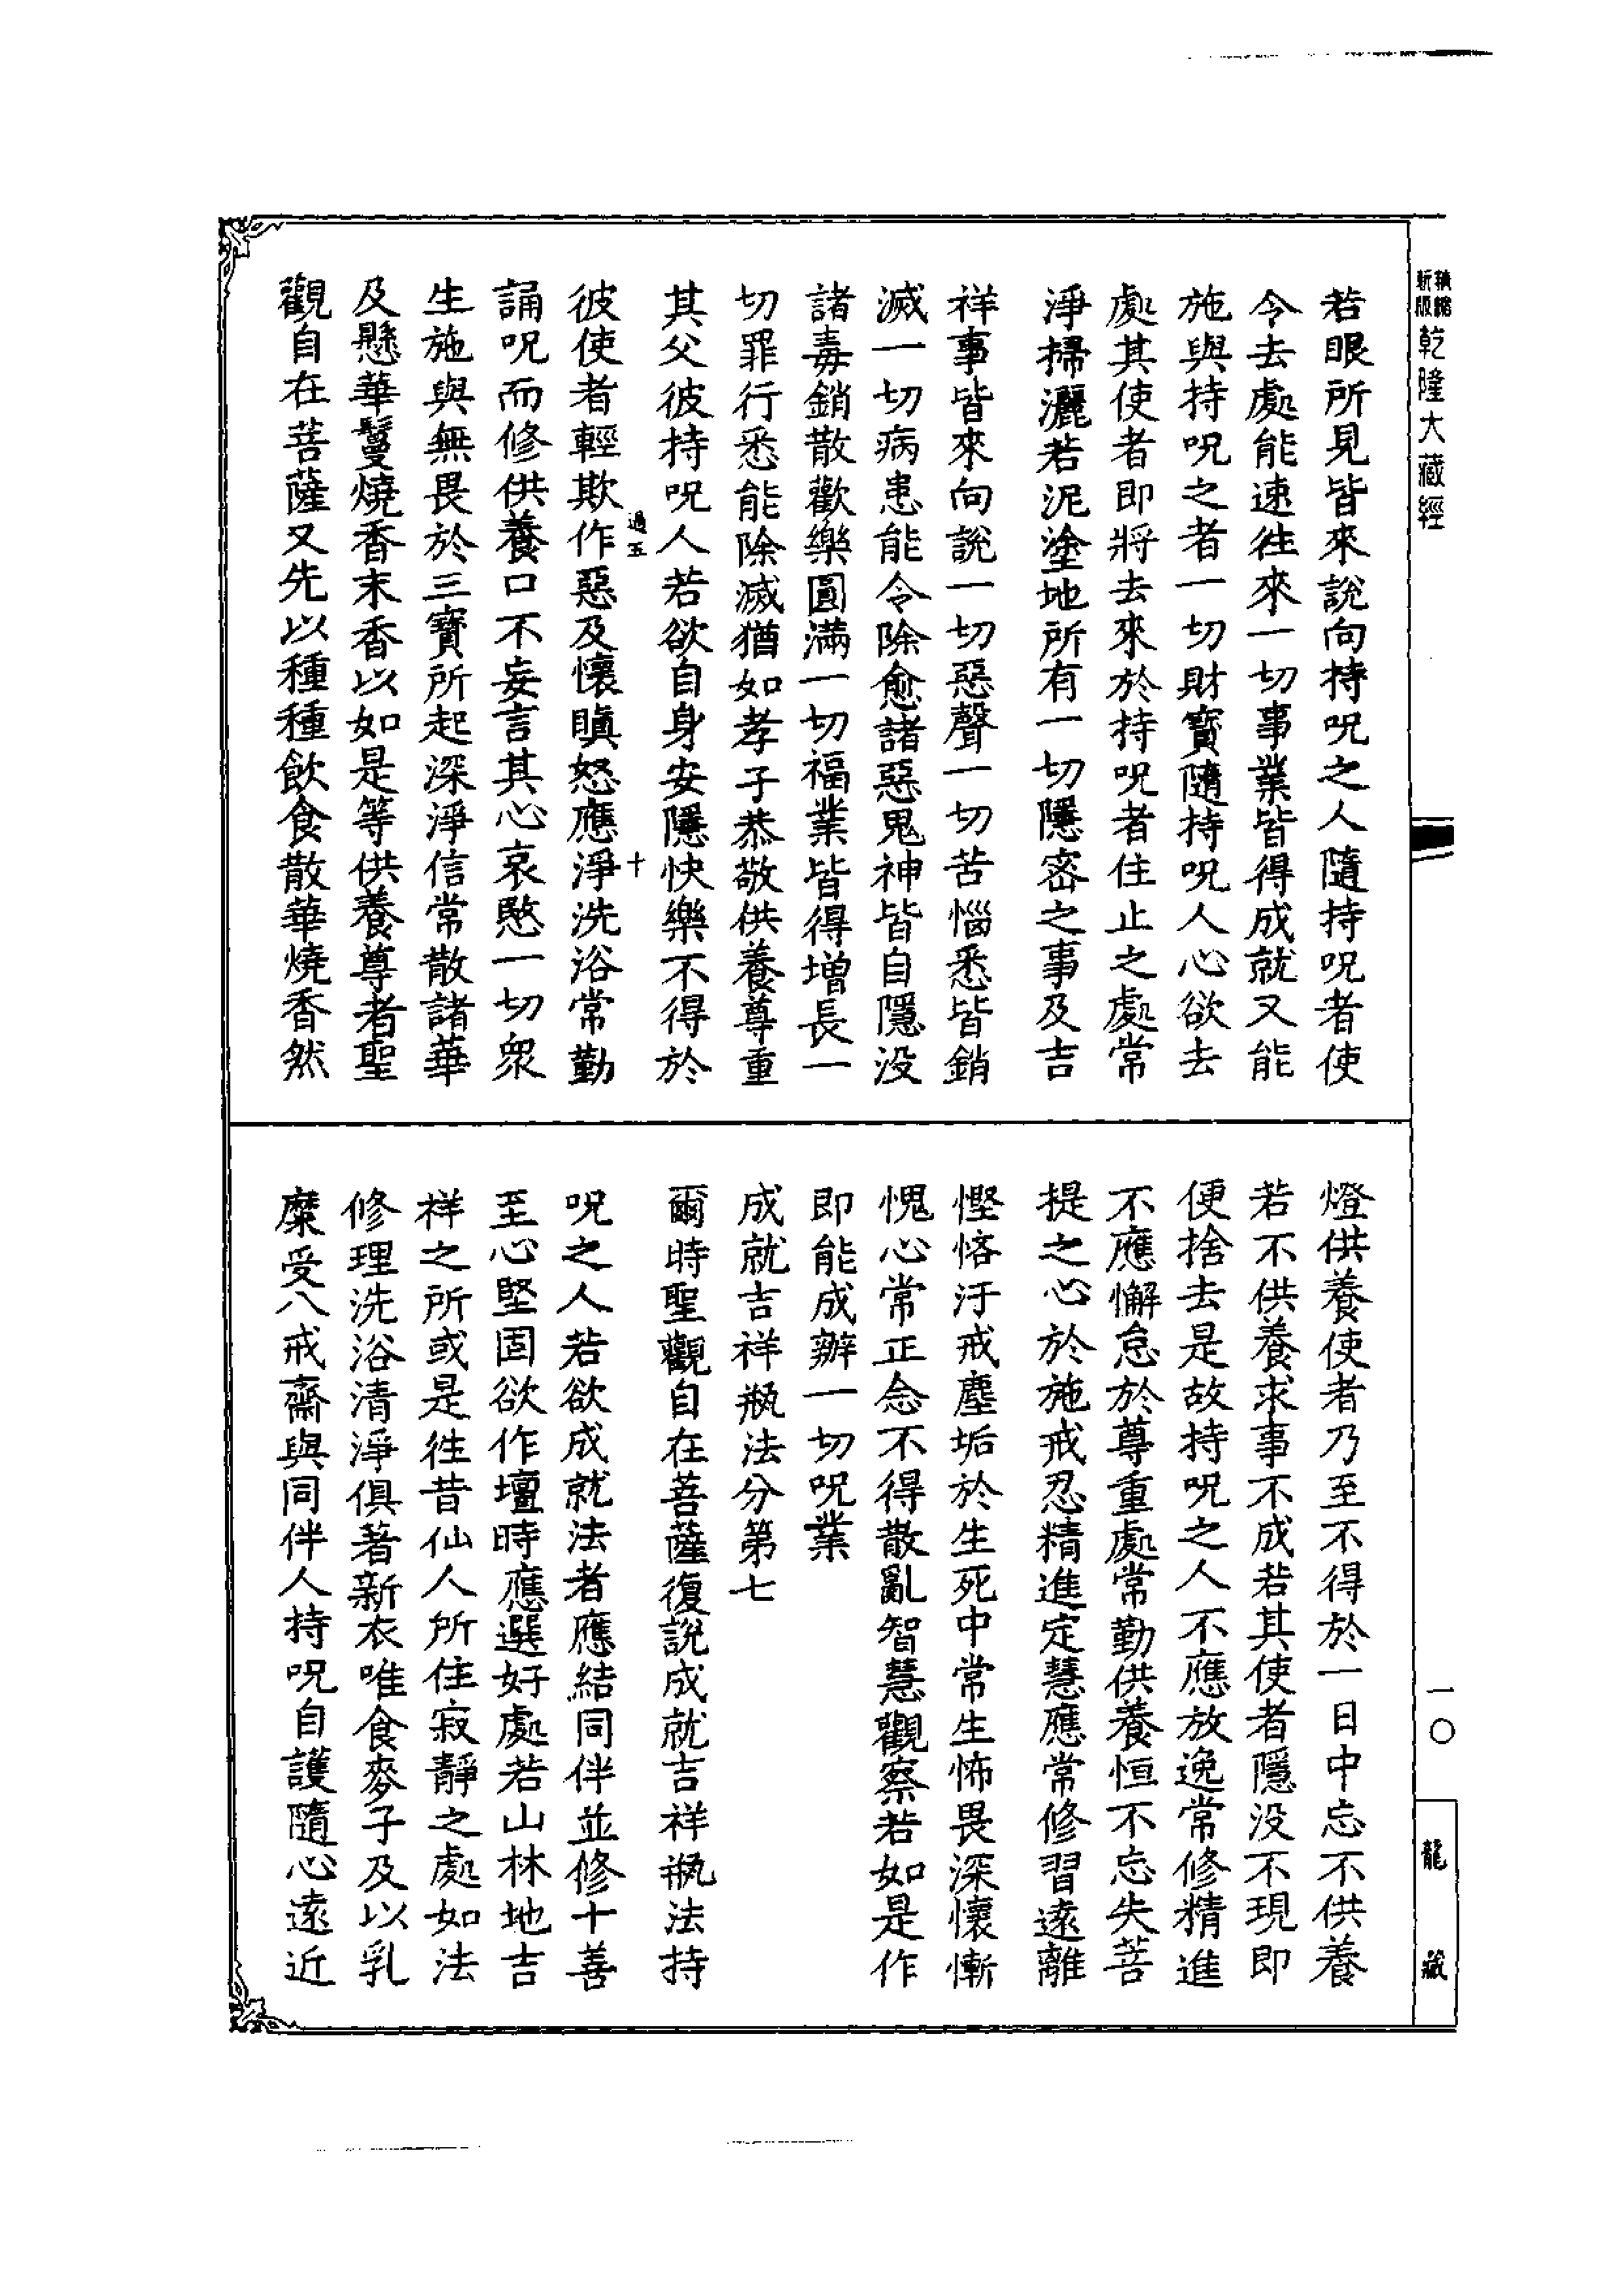 精縮新版乾隆大藏經
若眼所見皆來說向持呪之人隨持呪者使
令去處能速往來一切事業皆得成就又能
施與持呪之者一切財寶隨持呪人心欲去
處其使者即將去來於持呪者住止之處常
淨掃灑若泥塗地所有一切隱密之事及吉
祥事皆來向說一切惡聲一切苦惱悉皆銷
滅一切病患能令除愈諸惡鬼神皆自隱没
諸毒銷散歡樂圓滿一切福業皆得增長一
切罪行悉能除滅猶如孝子恭敬供養尊重
其父彼持呪人若欲自身安隱快樂不得於
過五
十
彼使者輕欺作惡及懷瞋怒應淨洗浴常勤
誦呪而修供養口不妄言其心哀愍一切眾
生施與無畏於三寶所起深淨信常散諸華
及懸華鬘燒香末香以如是等供養尊者聖
觀自在菩薩又先以種種飲食散華燒香然
一〇
龍藏
燈供養使者乃至不得於一日中忘不供養
若不供養求事不成若其使者隱没不現即
便捨去是故持呪之人不應放逸常修精進
不應懈怠於尊重處常勤供養恒不忘失菩
提之心於施戒忍精進定慧應常修習遠離
慳悋汙戒塵垢於生死中常生怖畏深懷慚
愧心常正念不得散亂智慧觀察若如是作
即能成辦一切呪業
成就吉祥瓶法分第七
爾時聖觀自在菩薩復說成就吉祥瓶法持
呪之人若欲成就法者應結同伴並修十善
至心堅固欲作壇時應選好處若山林地吉
祥之所或是往昔仙人所住寂靜之處如法
修理洗浴清淨俱著新衣唯食麥子及以乳
糜受八戒齋與同伴人持呪自護隨心遠近